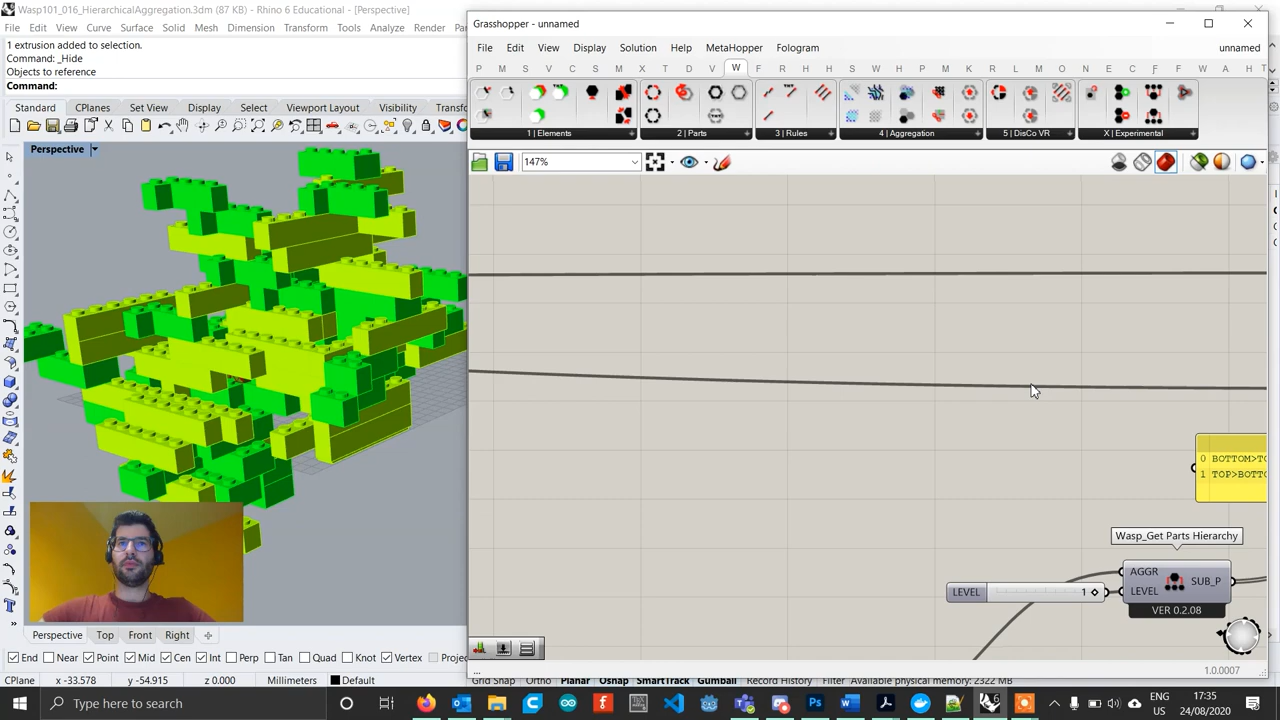 Wasp101_016_HierarchicalAggregation.3dm (87 KB) - Rhino 6 Educational - [Perspective]
File Edit View Curve Surface Solid Mesh Dimension Transform Tools Analyze Render
1 extrusion added to selection.
Command: _Hide
Objects to reference
Command:
Standard CPlanes Set View Display Select Viewport Layout Visibility Transf
Perspective
Grasshopper - unnamed
File Edit View Display Solution Help MetaHopper Fologram unnamed
P M S V C S M X S T D V W F R H H S W M K R L M O Y E C F R W A H T
1 | Elements 2 | Parts 3 | Rules 4 | Aggregation 5 | DisCo VR X | Experimental
147%
0 BOTTOM>TO
1 TOP>BOTTO
Wasp_Get Parts Hierarchy
AGGR
LEVEL
SUB_P
VER 0.2.08
LEVEL 1
... 1.0.0007
Perspective Top Front Right
End Near Point Mid Cen Int Perp Tan Quad Knot Vertex Projec
CPlane x -33.578 y -54.915 z 0.000 Millimeters Default Grid Snap Ortho Planar Osnap SmartTrack Gumball Record History Filter Available physical memory: 2322 MB
Type here to search
ENG
US
17:35
24/08/2020